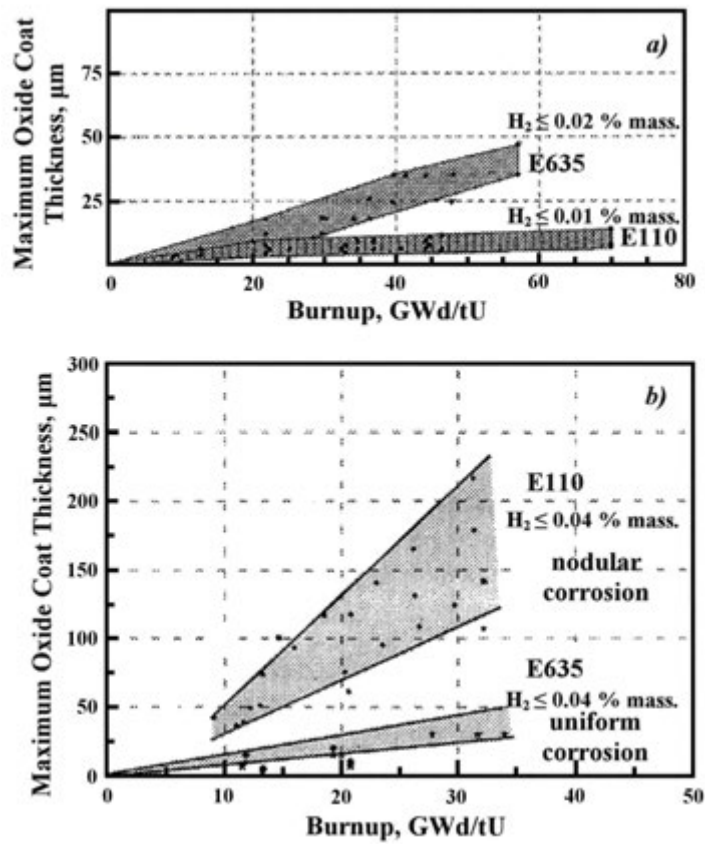 a)
Maximum Oxide Coat
Thickness, µm
75
50
25
H₂ ≤ 0.02 % mass.
E635
H₂ ≤ 0.01 % mass.
E110
0
20
40
60
80
Burnup, GWd/tU
b)
Maximum Oxide Coat Thickness, µm
300
250
200
150
100
50
0
E110
H₂ ≤ 0.04 % mass.
nodular
corrosion
E635
H₂ ≤ 0.04 % mass.
uniform
corrosion
0
10
20
30
40
50
Burnup, GWd/tU